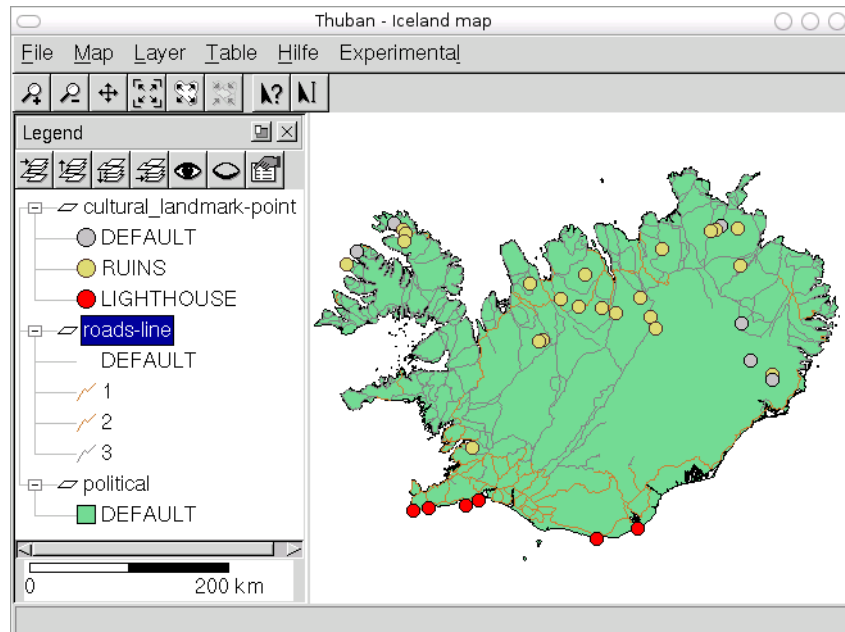 Thuban - Iceland map
File Map Layer Table Hilfe Experimental
Legend
cultural_landmark-point
DEFAULT
RUINS
LIGHTHOUSE
roads-line
DEFAULT
1
2
3
political
DEFAULT
0 200 km